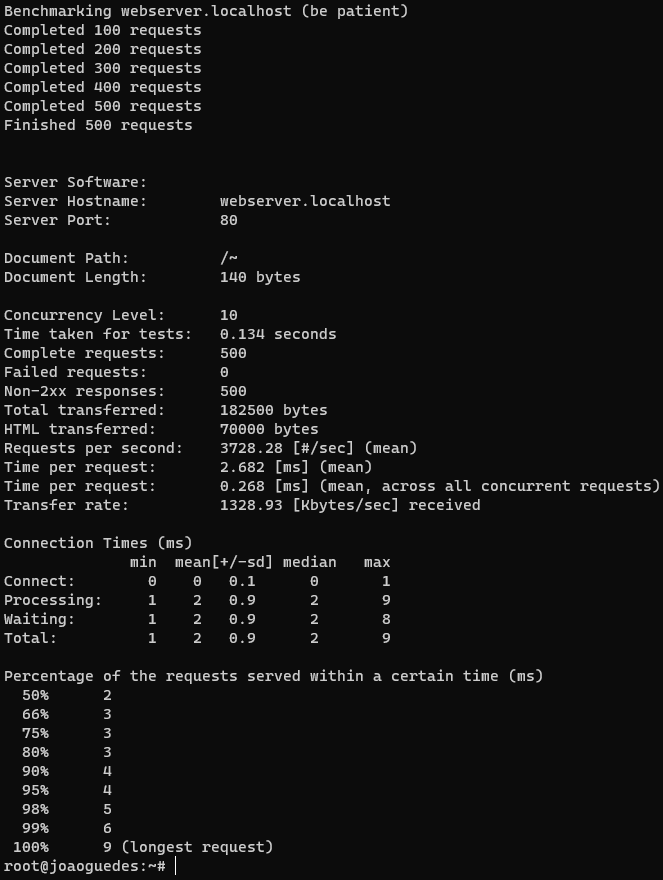 Benchmarking webserver.localhost (be patient)
Completed 100 requests
Completed 200 requests
Completed 300 requests
Completed 400 requests
Completed 500 requests
Finished 500 requests


Server Software:
Server Hostname:        webserver.localhost
Server Port:            80

Document Path:          /~
Document Length:        140 bytes

Concurrency Level:      10
Time taken for tests:   0.134 seconds
Complete requests:      500
Failed requests:        0
Non-2xx responses:      500
Total transferred:      182500 bytes
HTML transferred:       70000 bytes
Requests per second:    3728.28 [#/sec] (mean)
Time per request:       2.682 [ms] (mean)
Time per request:       0.268 [ms] (mean, across all concurrent requests)
Transfer rate:          1328.93 [Kbytes/sec] received

Connection Times (ms)
              min  mean[+/-sd] median   max
Connect:        0    0   0.1      0       1
Processing:     1    2   0.9      2       9
Waiting:        1    2   0.9      2       8
Total:          1    2   0.9      2       9

Percentage of the requests served within a certain time (ms)
  50%      2
  66%      3
  75%      3
  80%      3
  90%      4
  95%      4
  98%      5
  99%      6
 100%      9 (longest request)
root@joaoguedes:~#